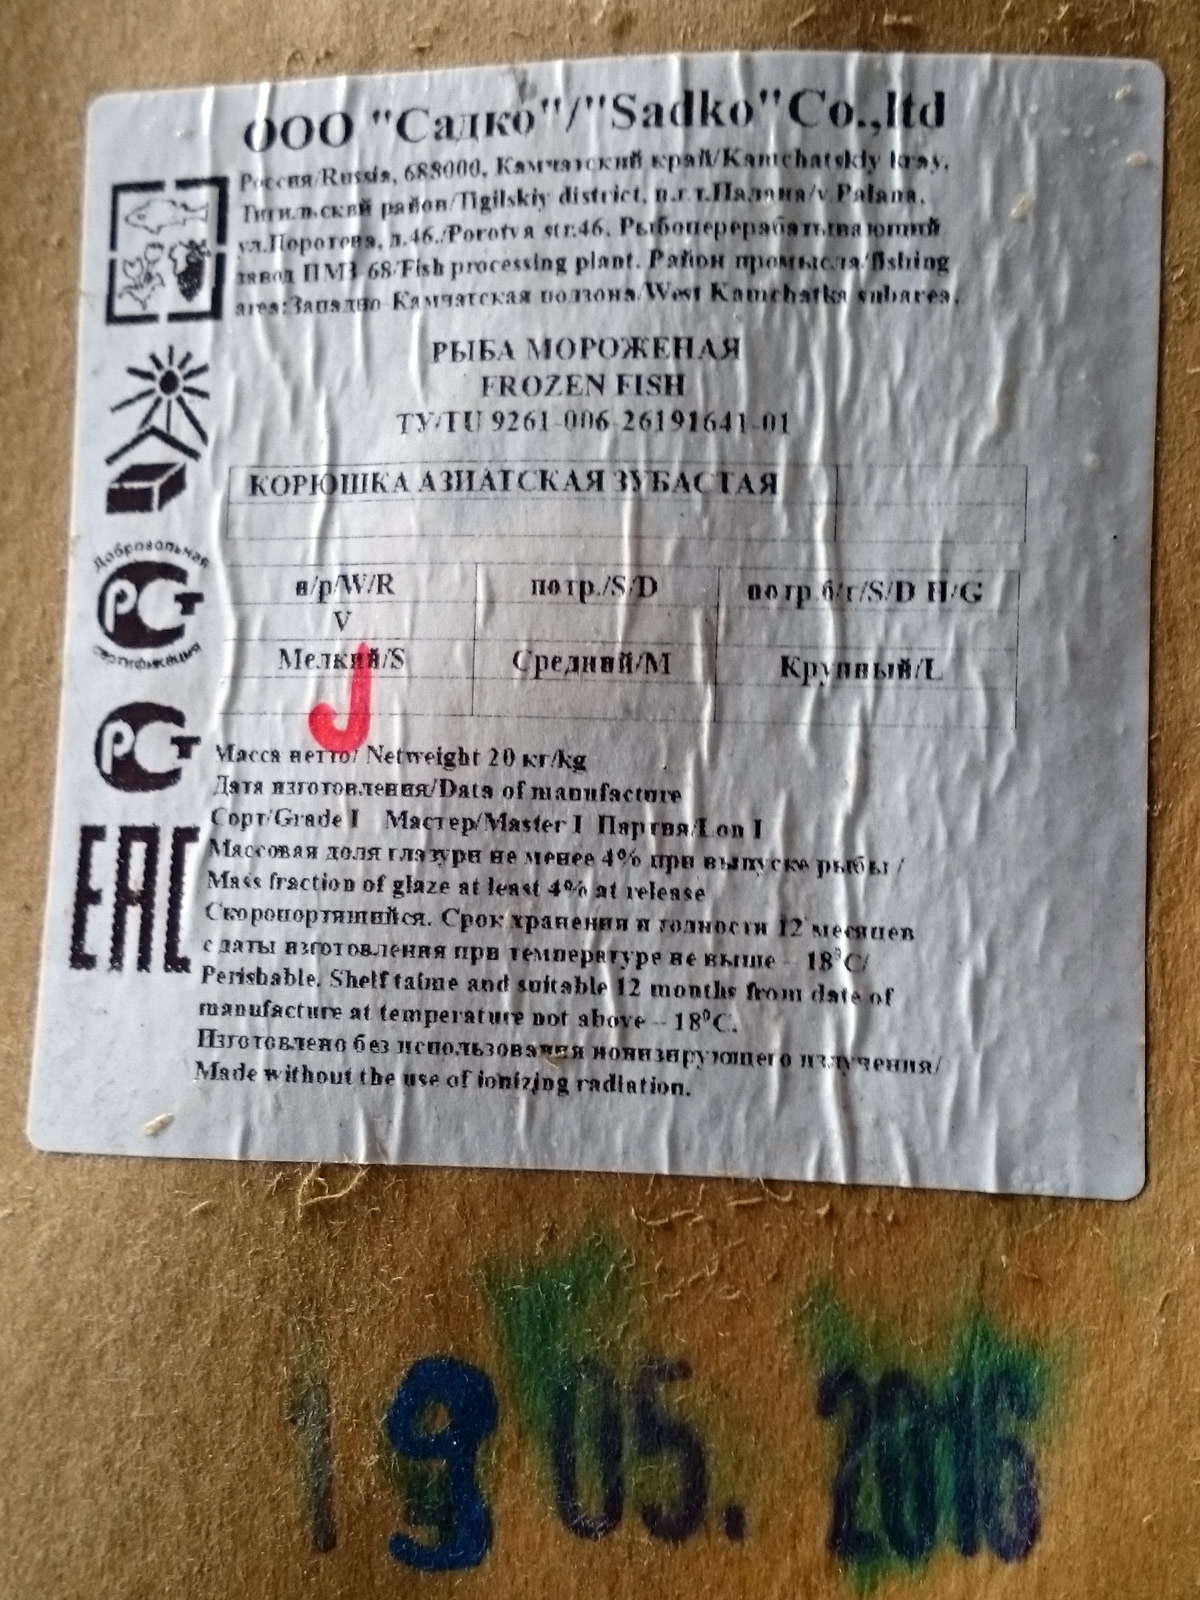 ООО "Садко"/"Sadko"Co.,ltd
Россия/Russia, 688000, Камчатский край/Kamchatskiy kray,
Тигильскй район/Tigilskiy district, п.г.т.Палана/v.Palana,
ул.Поротова, д.46./Porotva str.46. Рыбоперерабатывающий
завод ПМЗ-68/Fish processing plant. Район промысла/fishing
area:Западно-Камчатская подзона/West Kamchatka subarea.
РЫБА МОРОЖЕНАЯ
FROZEN FISH
ТУ/TU 9261-006-26191641-01
КОРЮШКА АЗИАТСКАЯ ЗУБАСТАЯ
н/р/W/R потр./S/D потр.б/г/S/D H/G
V
Мелкий/S Средний/M Крупный/L
Добровольная
РСТ
сертификация
РСТ
EAC
Масса нетто/ Netweight 20 кг/kg
Дата изготовления/Data of manufacture
Сорт/Grade I Мастер/Master I Партия/Lon I
Массовая доля глазури не менее 4% при выпуске рыбы /
Mass fraction of glaze at least 4% at release
Скоропортящийся. Срок хранения и годности 12 месяцев
с даты изготовления при температуре не выше – 18°C/
Perishable. Shelf taime and suitable 12 months from date of
manufacture at temperature not above – 18⁰C.
Изготовлено без использования ионизирующего излучения/
Made without the use of ionizing radiation.
19 05. 2016